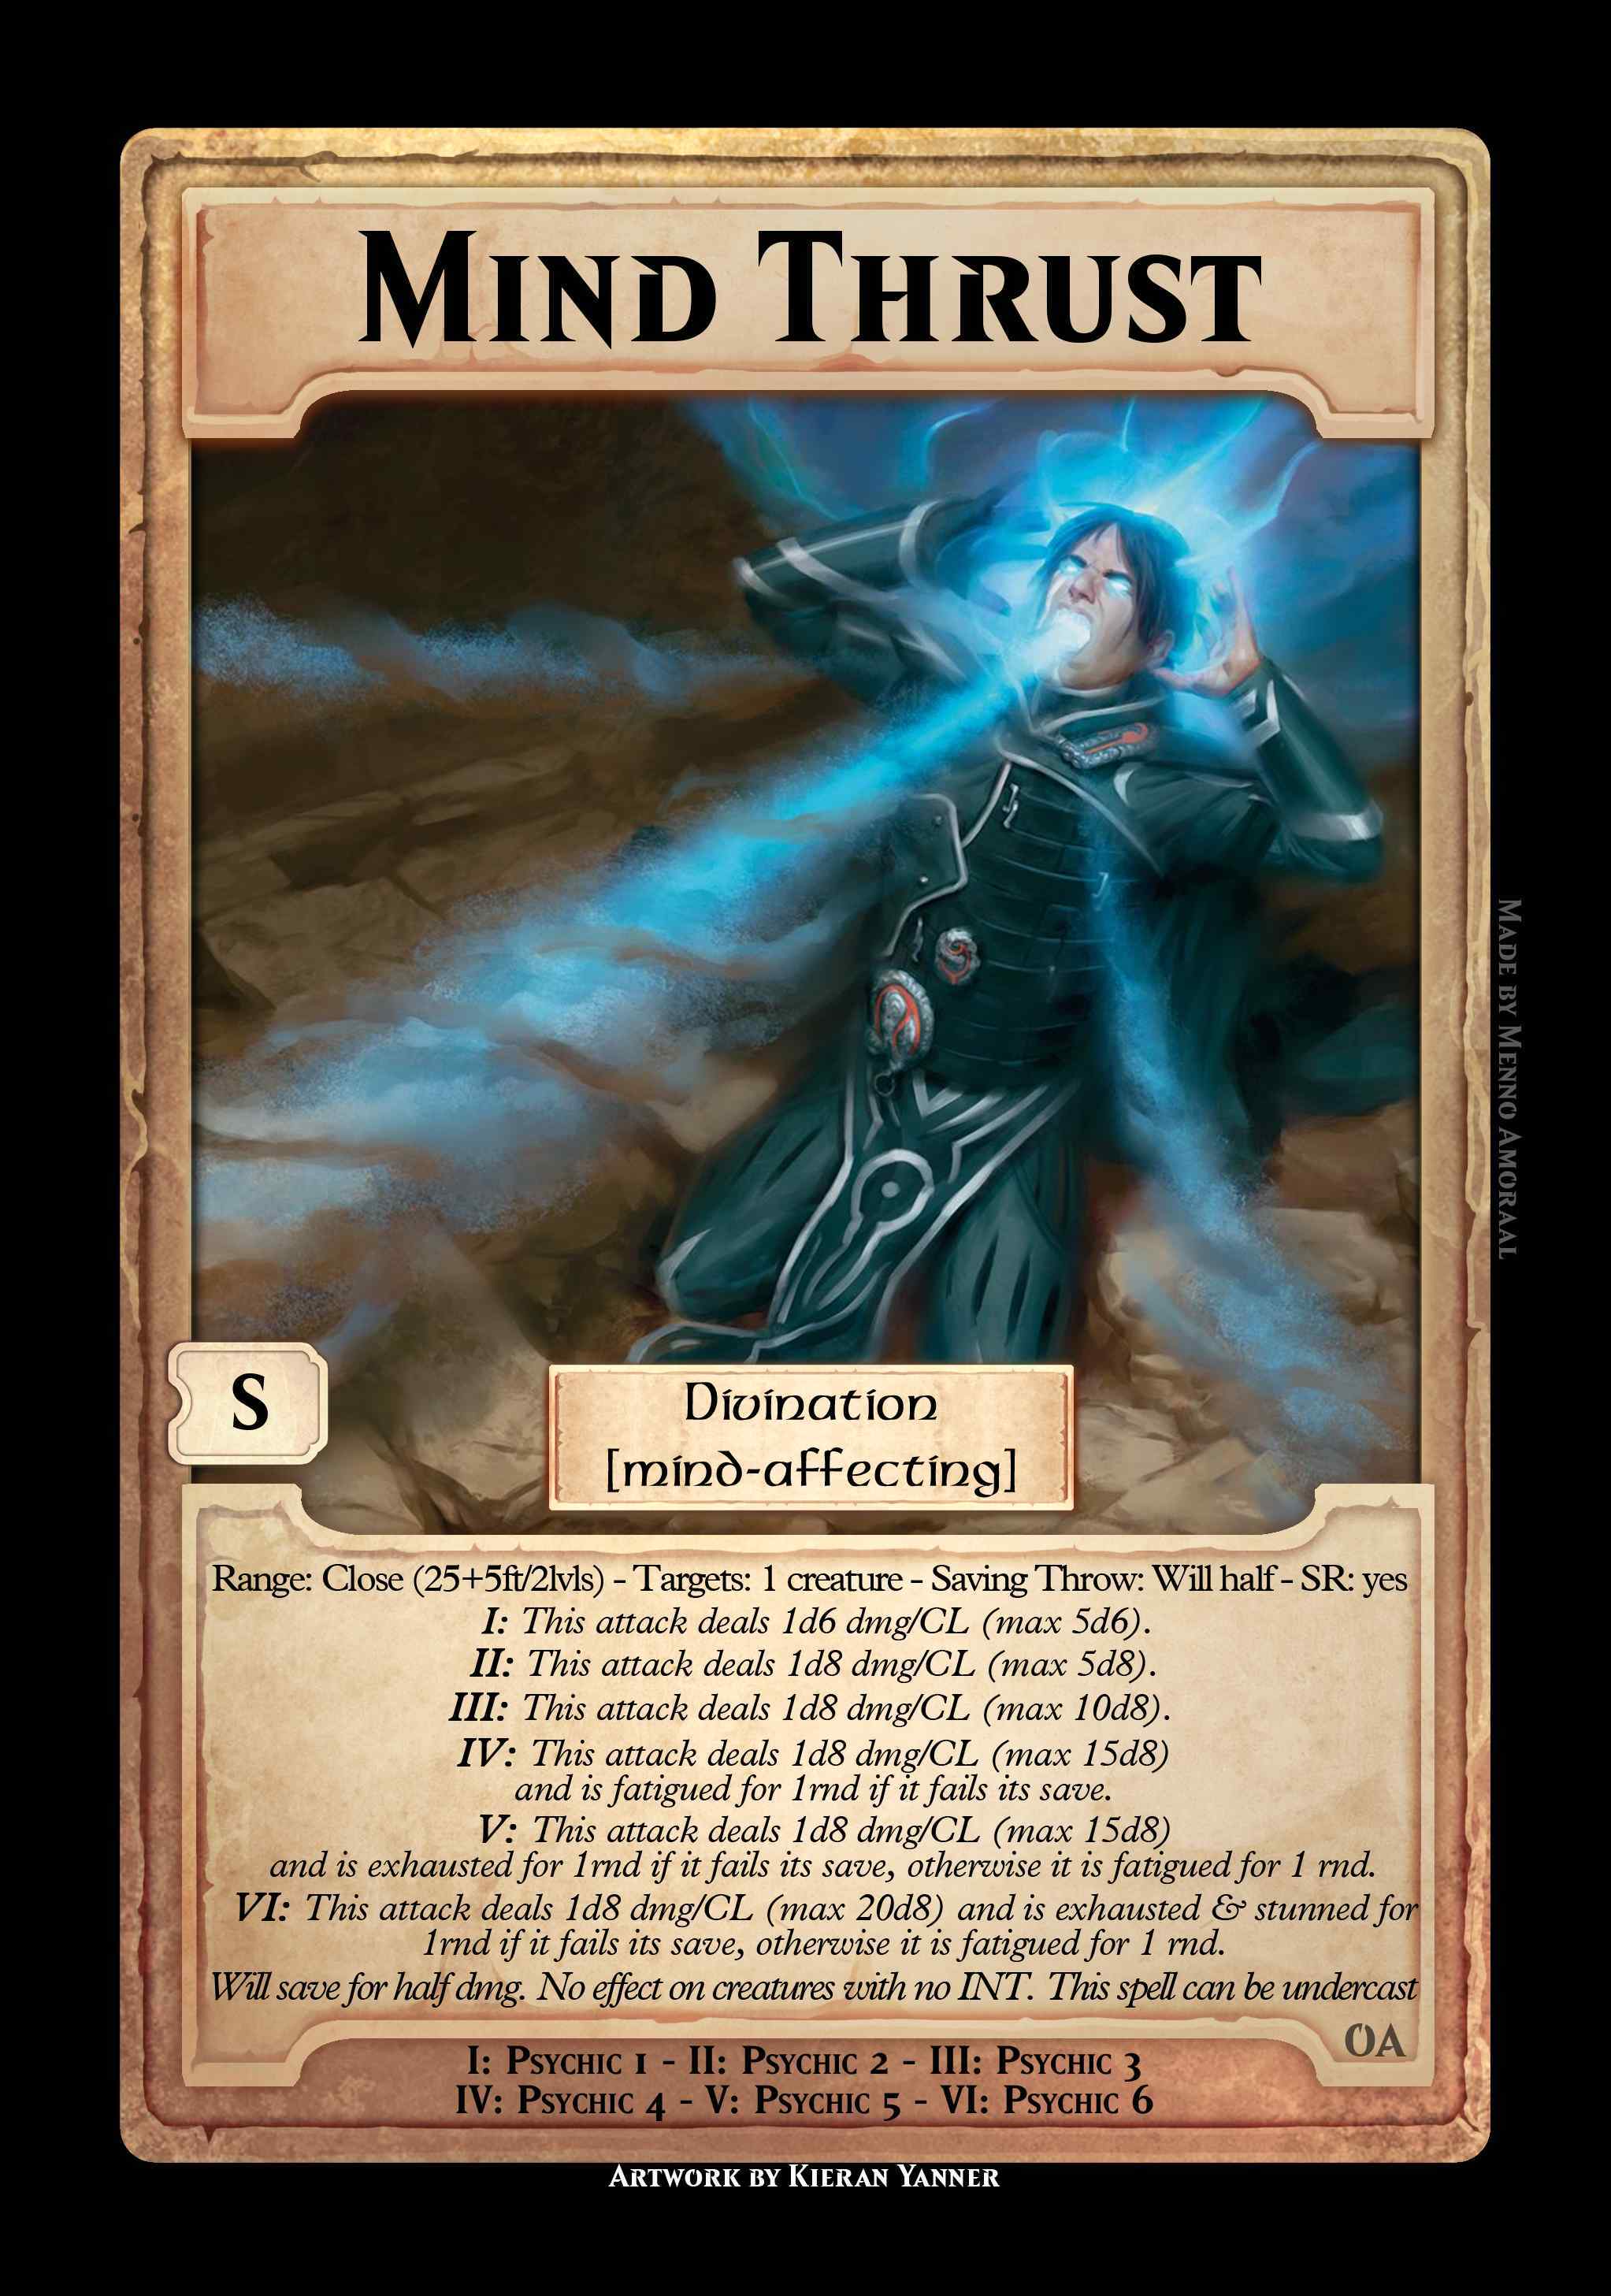 Mind Thrust
Made by Menno Amoraal
S
Divination
[mind-affecting]
Range: Close (25+5ft/2lvls) - Targets: 1 creature - Saving Throw: Will half - SR: yes
I: This attack deals 1d6 dmg/CL (max 5d6).
II: This attack deals 1d8 dmg/CL (max 5d8).
III: This attack deals 1d8 dmg/CL (max 10d8).
IV: This attack deals 1d8 dmg/CL (max 15d8)
and is fatigued for 1rnd if it fails its save.
V: This attack deals 1d8 dmg/CL (max 15d8)
and is exhausted for 1rnd if it fails its save, otherwise it is fatigued for 1 rnd.
VI: This attack deals 1d8 dmg/CL (max 20d8) and is exhausted & stunned for
1rnd if it fails its save, otherwise it is fatigued for 1 rnd.
Will save for half dmg. No effect on creatures with no INT. This spell can be undercast
OA
I: Psychic 1 - II: Psychic 2 - III: Psychic 3
IV: Psychic 4 - V: Psychic 5 - VI: Psychic 6
Artwork by Kieran Yanner